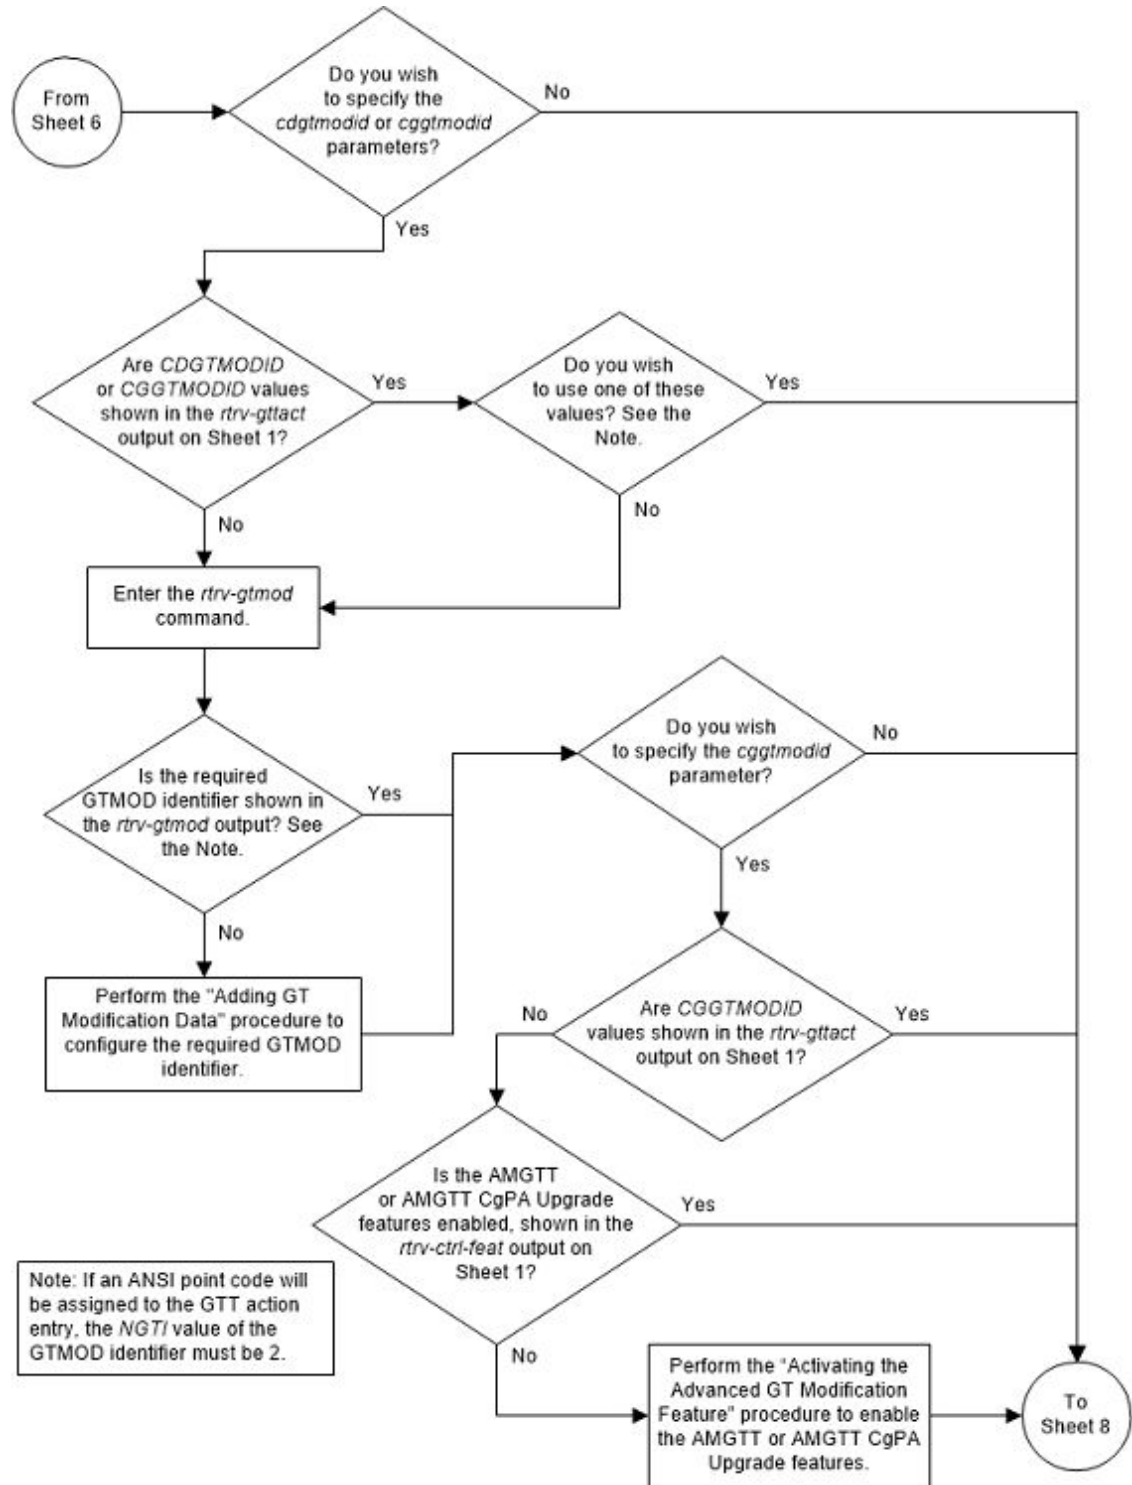 From
Sheet 6
Do you wish
to specify the
cdgtmodid or cggtmodid
parameters?
No
Yes
Are CDGTMODID
or CGGTMODID values
shown in the rtrv-gttact
output on Sheet 1?
Yes
Do you wish
to use one of these
values? See the
Note.
Yes
No
No
Enter the rtrv-gtmod
command.
Is the required
GTMOD identifier shown in
the rtrv-gtmod output? See
the Note.
Yes
Do you wish
to specify the cggtmodid
parameter?
No
Yes
No
Perform the "Adding GT
Modification Data" procedure to
configure the required GTMOD
identifier.
Are CGGTMODID
values shown in the rtrv-gttact
output on Sheet 1?
No
Yes
Is the AMGTT
or AMGTT CgPA Upgrade
features enabled, shown in the
rtrv-ctrl-feat output on
Sheet 1?
Yes
No
Note: If an ANSI point code will
be assigned to the GTT action
entry, the NGTI value of the
GTMOD identifier must be 2.
Perform the "Activating the
Advanced GT Modification
Feature" procedure to enable
the AMGTT or AMGTT CgPA
Upgrade features.
To
Sheet 8